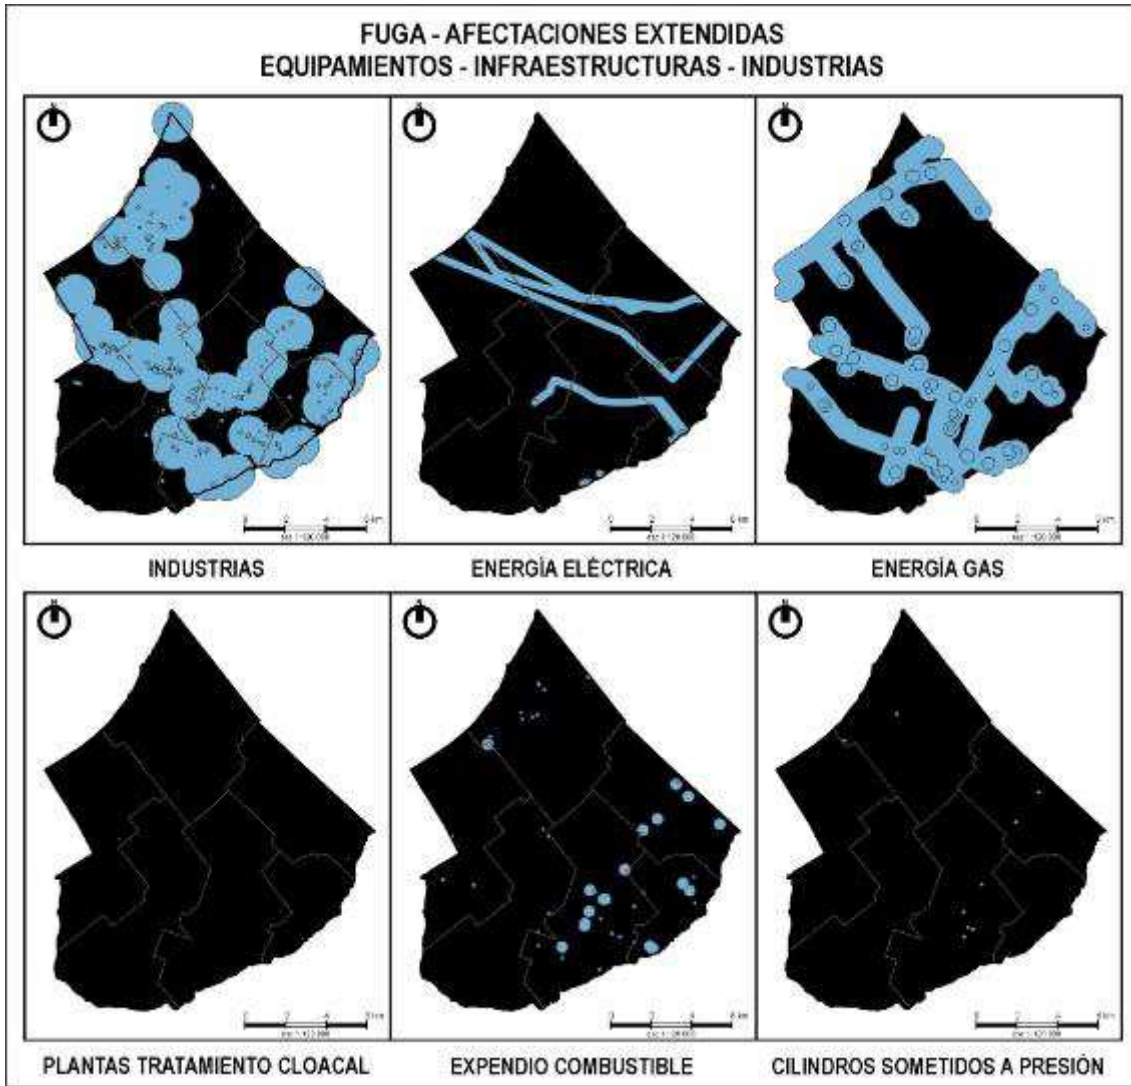 FUGA - AFECTACIONES EXTENDIDAS
EQUIPAMIENTOS - INFRAESTRUCTURAS - INDUSTRIAS
INDUSTRIAS
ENERGÍA ELÉCTRICA
ENERGÍA GAS
PLANTAS TRATAMIENTO CLOACAL
EXPENDIO COMBUSTIBLE
CILINDROS SOMETIDOS A PRESIÓN